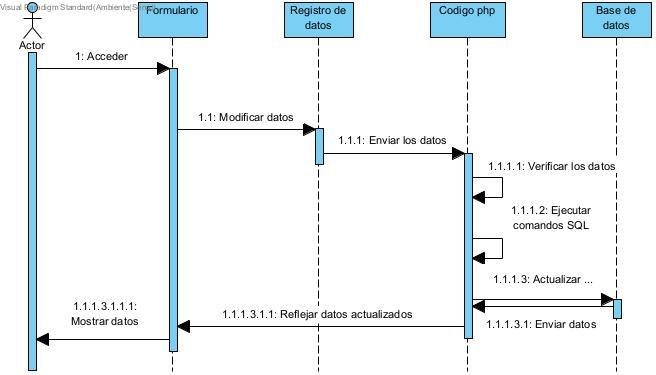 Visual Paradigm Standard(Ambiente(Sena))
Formulario
Registro de
datos
Codigo php
Base de
datos
Actor
1: Acceder
1.1: Modificar datos
1.1.1: Enviar los datos
1.1.1.1: Verificar los datos
1.1.1.2: Ejecutar
comandos SQL
1.1.1.3: Actualizar ...
1.1.1.3.1.1.1:
Mostrar datos
1.1.1.3.1.1: Reflejar datos actualizados
1.1.1.3.1: Enviar datos